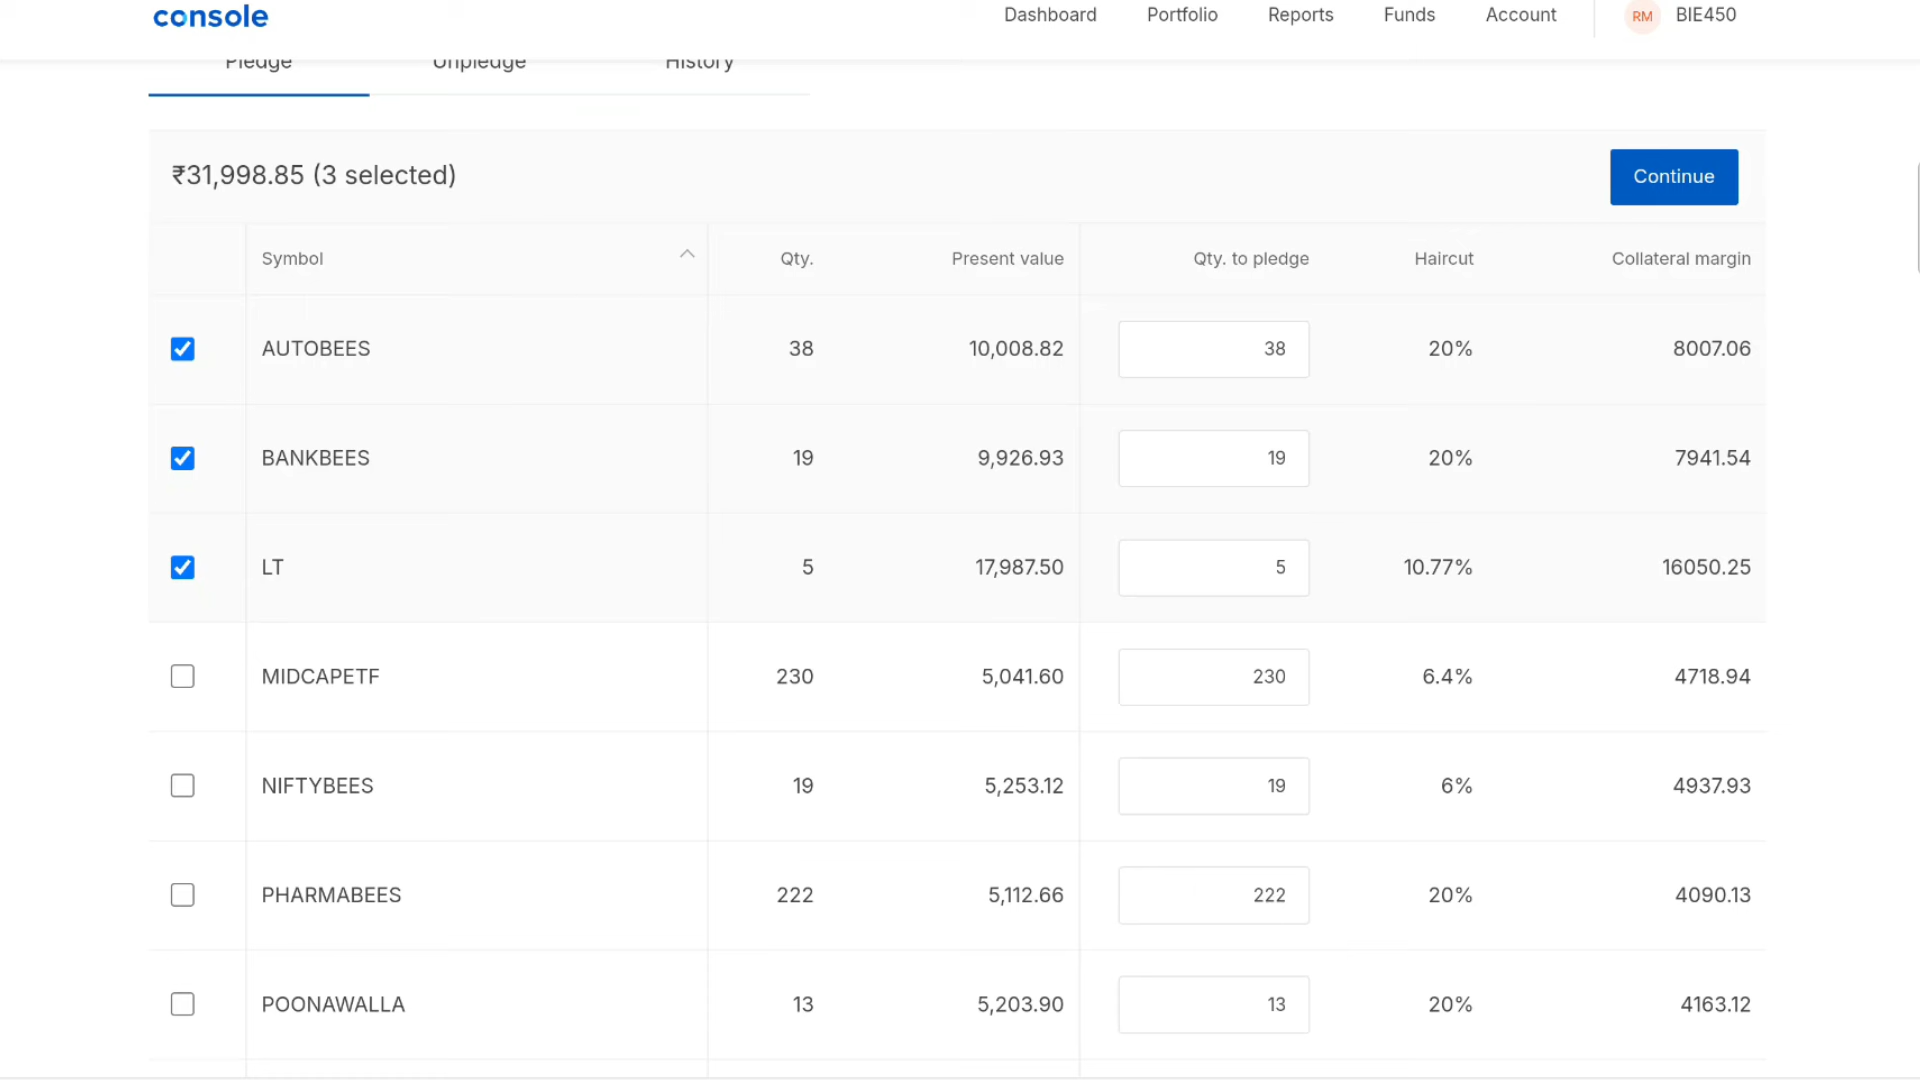 console Dashboard Portfolio Reports Funds Account RM BIE450
Pledge Unpledge History
₹31,998.85 (3 selected) Continue
Symbol Qty. Present value Qty. to pledge Haircut Collateral margin
AUTOBEES 38 10,008.82 38 20% 8007.06
BANKBEES 19 9,926.93 19 20% 7941.54
LT 5 17,987.50 5 10.77% 16050.25
MIDCAPETF 230 5,041.60 230 6.4% 4718.94
NIFTYBEES 19 5,253.12 19 6% 4937.93
PHARMABEES 222 5,112.66 222 20% 4090.13
POONAWALLA 13 5,203.90 13 20% 4163.12